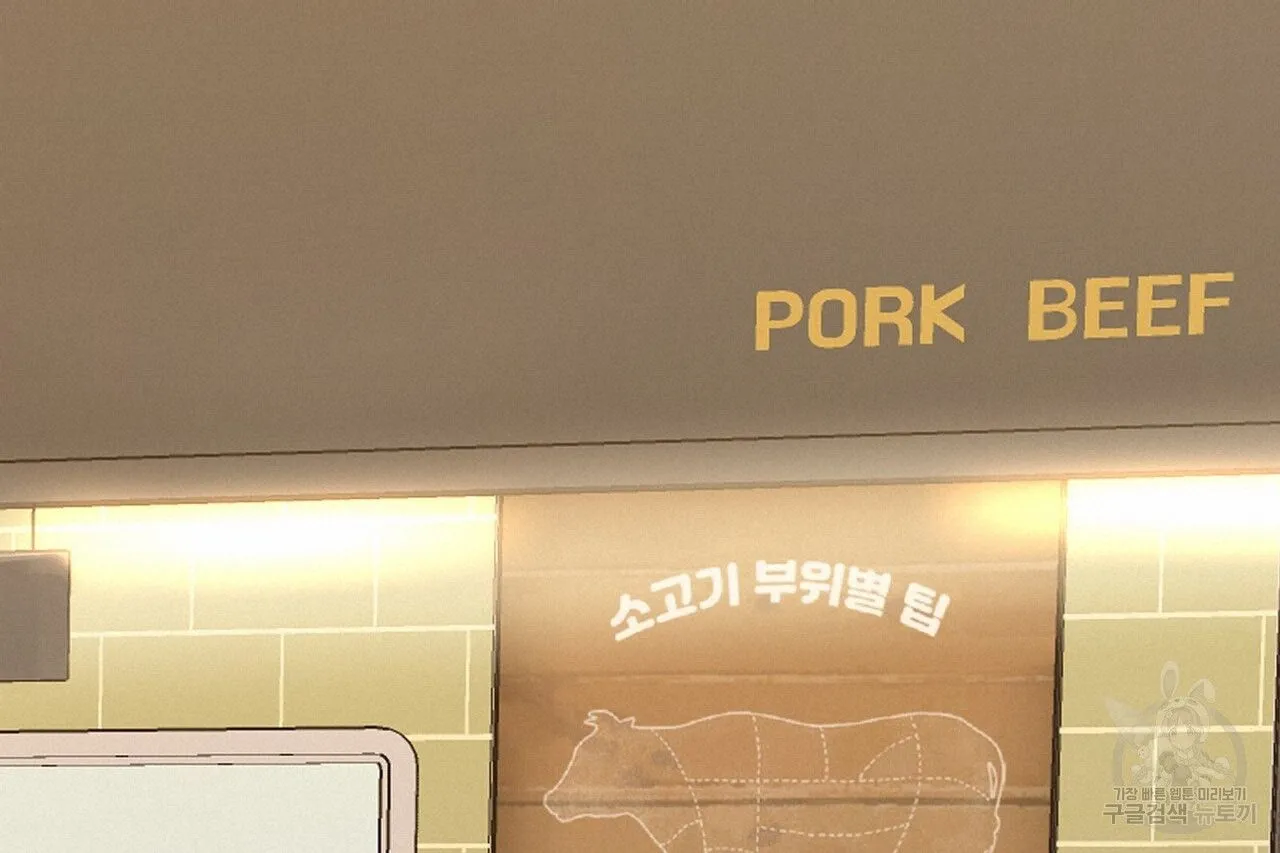 PORK BEEF
소고기 부위별 팁
가장 빠른 웹툰 미리보기
구글검색 뉴토끼